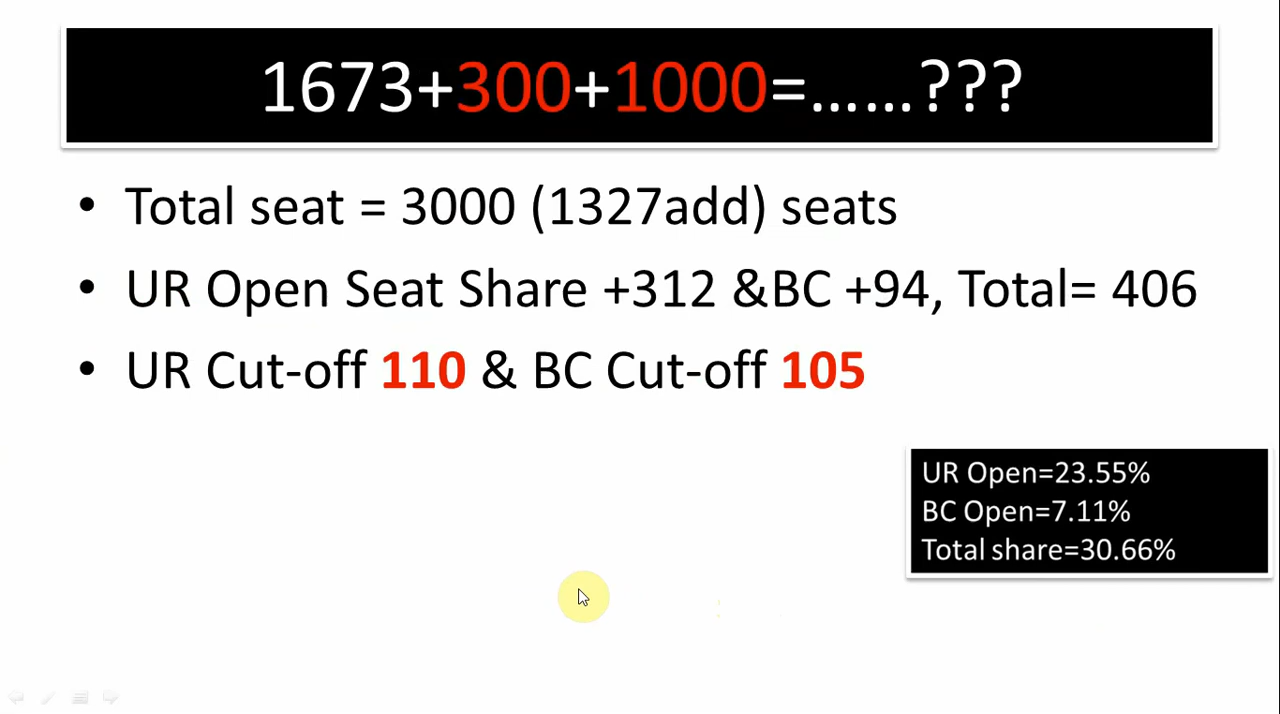 1673+300+1000=......???
• Total seat = 3000 (1327add) seats
• UR Open Seat Share +312 &BC +94, Total= 406
• UR Cut-off 110 & BC Cut-off 105
UR Open=23.55%
BC Open=7.11%
Total share=30.66%